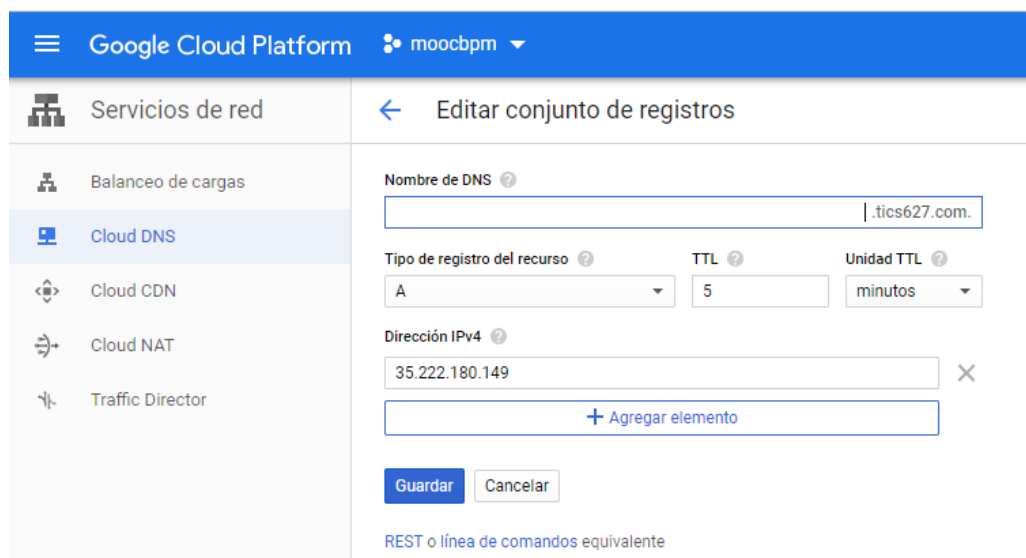 Google Cloud Platform moocbpm
Servicios de red
Editar conjunto de registros
Balanceo de cargas
Cloud DNS
Cloud CDN
Cloud NAT
Traffic Director
Nombre de DNS
.tics627.com.
Tipo de registro del recurso TTL Unidad TTL
A 5 minutos
Dirección IPv4
35.222.180.149
+ Agregar elemento
Guardar Cancelar
REST o línea de comandos equivalente